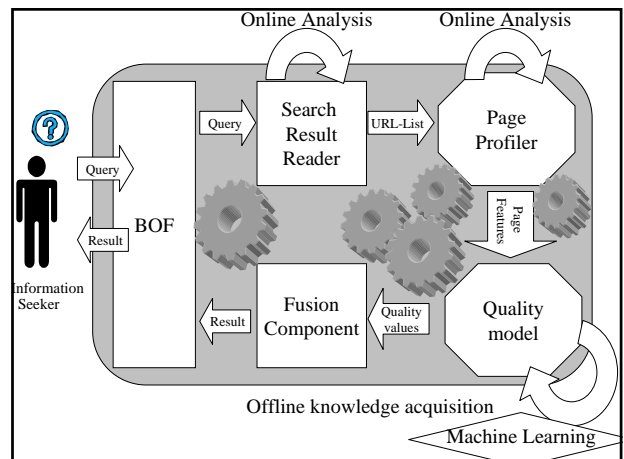 Online Analysis
Online Analysis
Query
Search
Result
Reader
URL-List
Page
Profiler
?
Query
BOF
Result
Page
Features
Information
Seeker
Result
Fusion
Component
Quality
values
Quality
model
Offline knowledge acquisition
Machine Learning